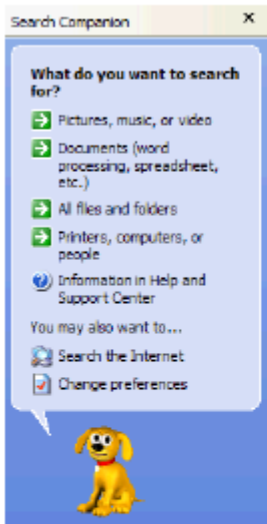 Search Companion
What do you want to search
for?
Pictures, music, or video
Documents (word
processing, spreadsheet,
etc.)
All files and folders
Printers, computers, or
people
Information in Help and
Support Center
You may also want to...
Search the Internet
Change preferences